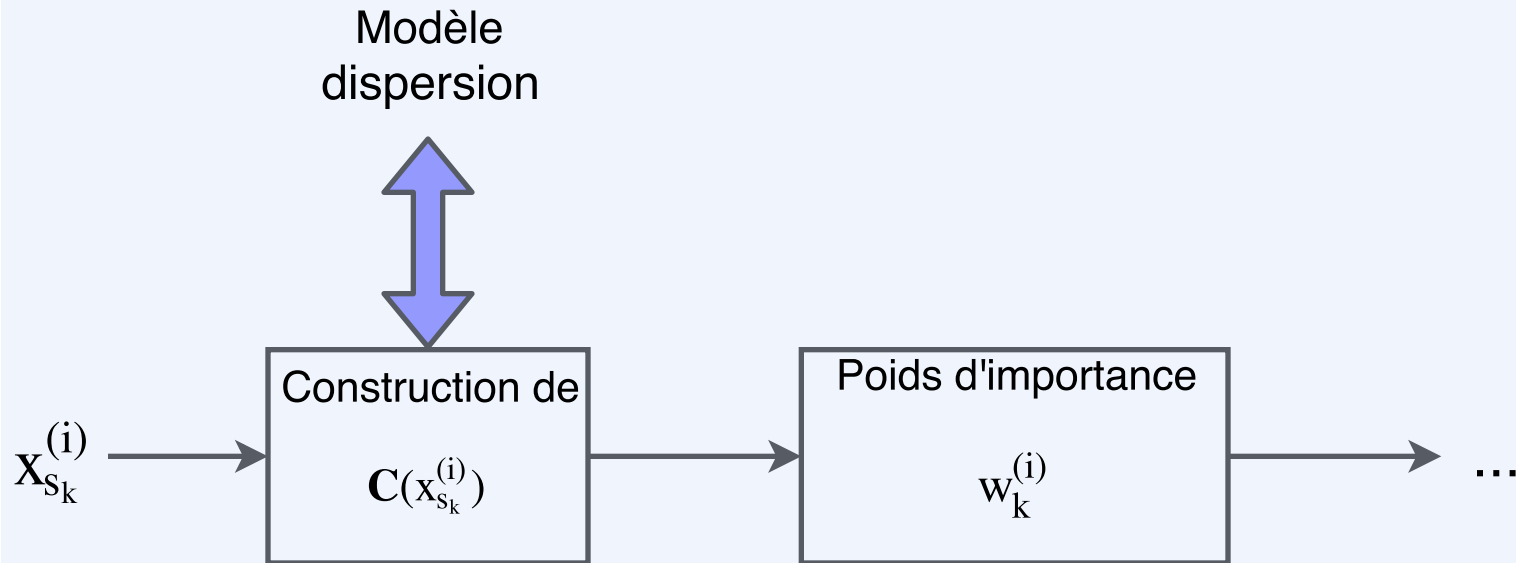 Modèle
dispersion
Construction de
Poids d'importance
x_{s_k}^{(i)}
C(x_{s_k}^{(i)})
w_k^{(i)}
...